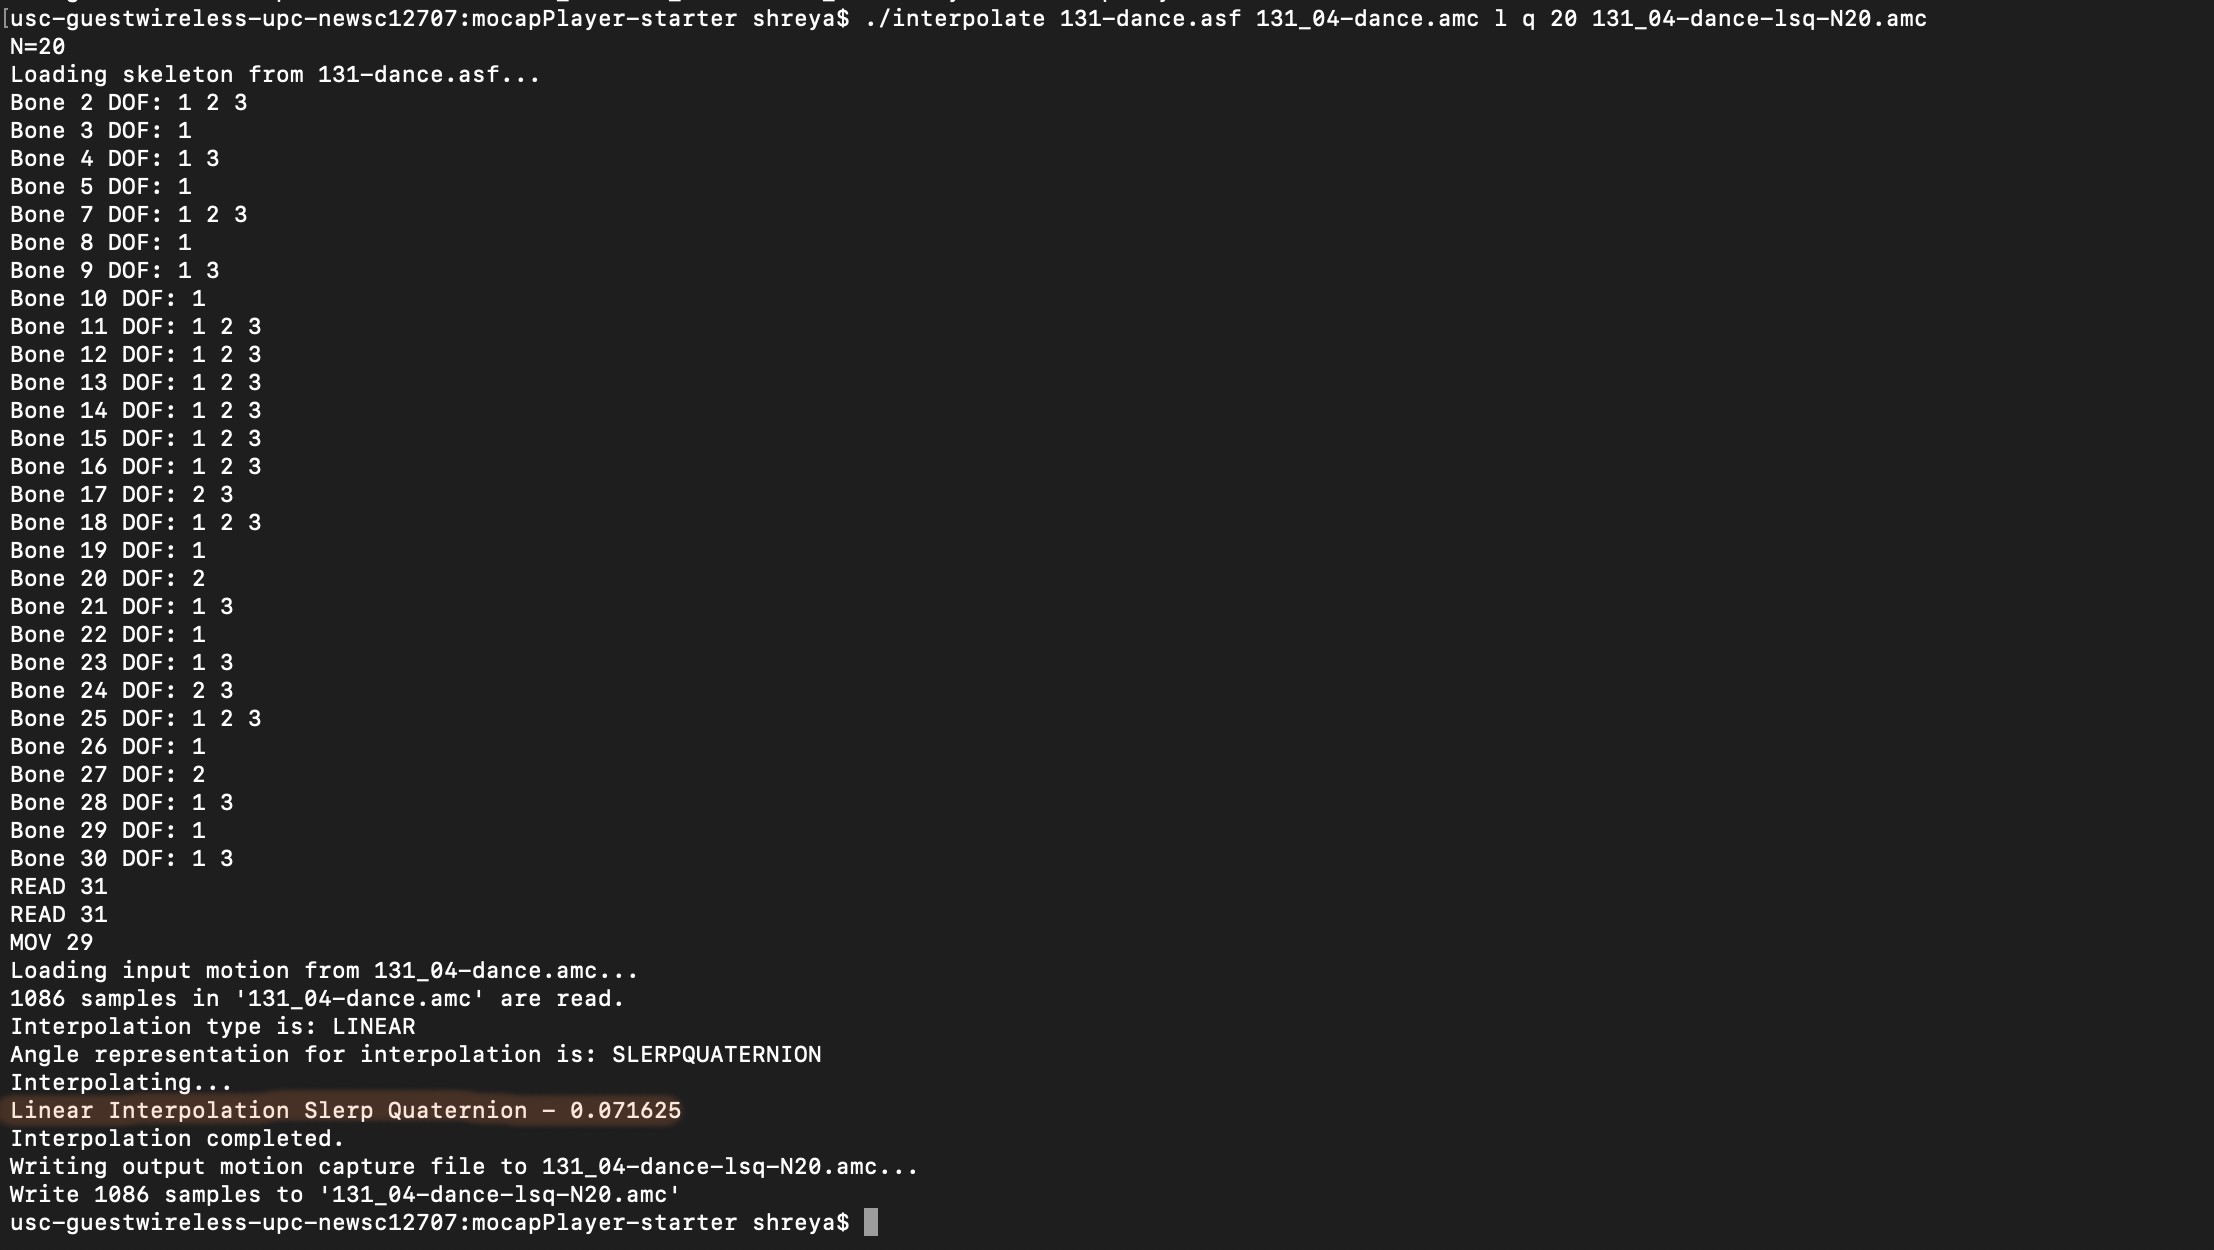 [usc-guestwireless-upc-newsc12707:mocapPlayer-starter shreya$ ./interpolate 131-dance.asf 131_04-dance.amc l q 20 131_04-dance-lsq-N20.amc
N=20
Loading skeleton from 131-dance.asf...
Bone 2 DOF: 1 2 3
Bone 3 DOF: 1
Bone 4 DOF: 1 3
Bone 5 DOF: 1
Bone 7 DOF: 1 2 3
Bone 8 DOF: 1
Bone 9 DOF: 1 3
Bone 10 DOF: 1
Bone 11 DOF: 1 2 3
Bone 12 DOF: 1 2 3
Bone 13 DOF: 1 2 3
Bone 14 DOF: 1 2 3
Bone 15 DOF: 1 2 3
Bone 16 DOF: 1 2 3
Bone 17 DOF: 2 3
Bone 18 DOF: 1 2 3
Bone 19 DOF: 1
Bone 20 DOF: 2
Bone 21 DOF: 1 3
Bone 22 DOF: 1
Bone 23 DOF: 1 3
Bone 24 DOF: 2 3
Bone 25 DOF: 1 2 3
Bone 26 DOF: 1
Bone 27 DOF: 2
Bone 28 DOF: 1 3
Bone 29 DOF: 1
Bone 30 DOF: 1 3
READ 31
READ 31
MOV 29
Loading input motion from 131_04-dance.amc...
1086 samples in '131_04-dance.amc' are read.
Interpolation type is: LINEAR
Angle representation for interpolation is: SLERPQUATERNION
Interpolating...
Linear Interpolation Slerp Quaternion - 0.071625
Interpolation completed.
Writing output motion capture file to 131_04-dance-lsq-N20.amc...
Write 1086 samples to '131_04-dance-lsq-N20.amc'
usc-guestwireless-upc-newsc12707:mocapPlayer-starter shreya$